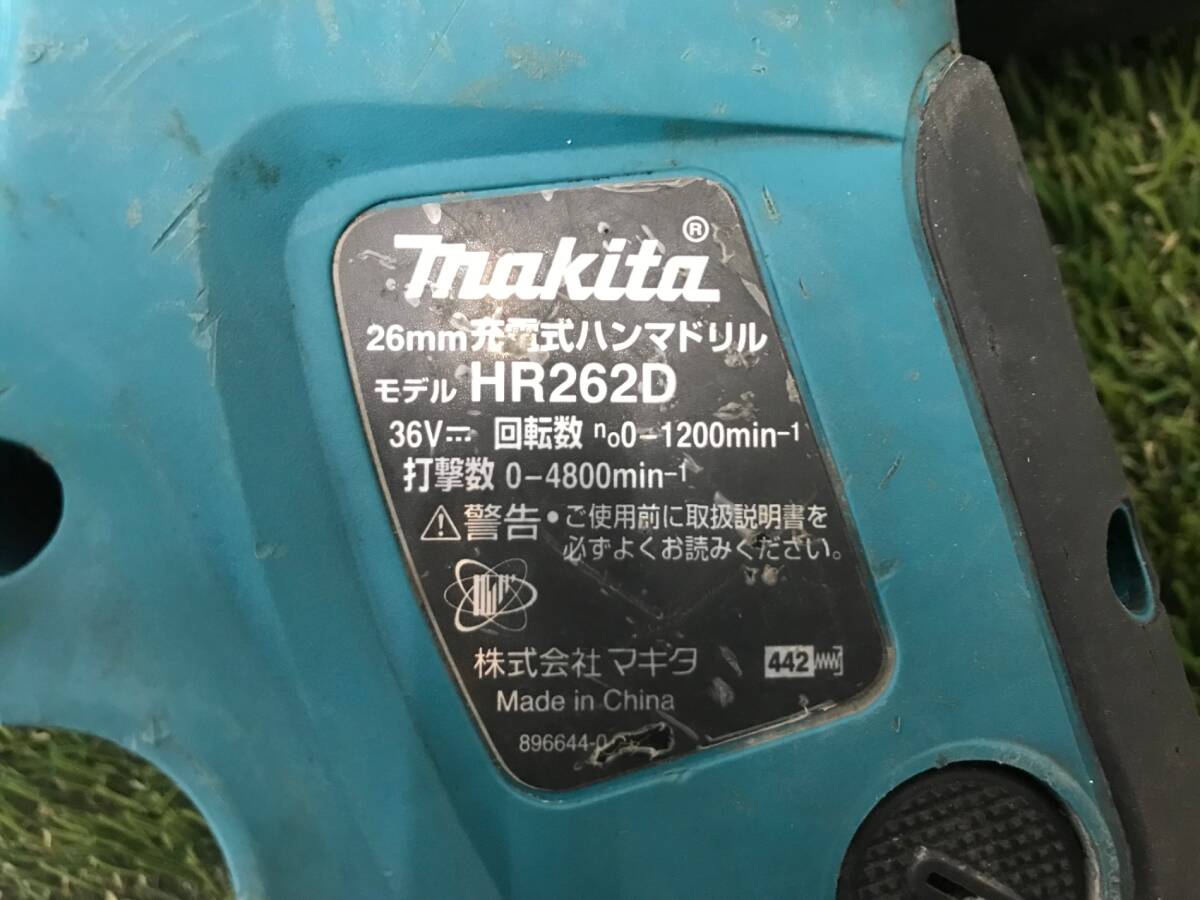 makita®
26mm充電式ハンマドリル
モデル HR262D
36V⎓ 回転数 n₀0−1200min⁻¹
打撃数 0−4800min⁻¹
⚠警告 •ご使用前に取扱説明書を
必ずよくお読みください。
株式会社 マキタ
442
Made in China
896644-0